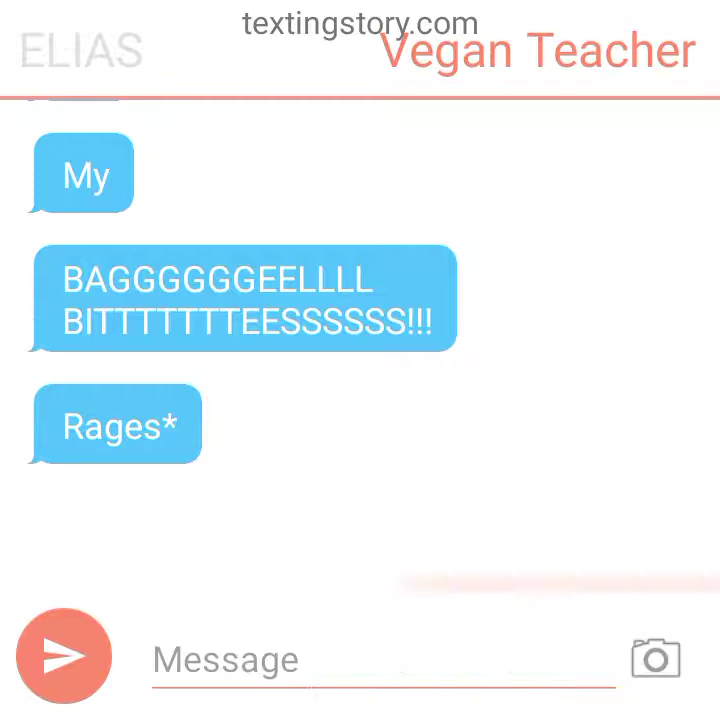 textingstory.com
ELIAS
Vegan Teacher
My
BAGGGGGGEELLLL
BITTTTTTTEESSSSSS!!!
Rages*
Message